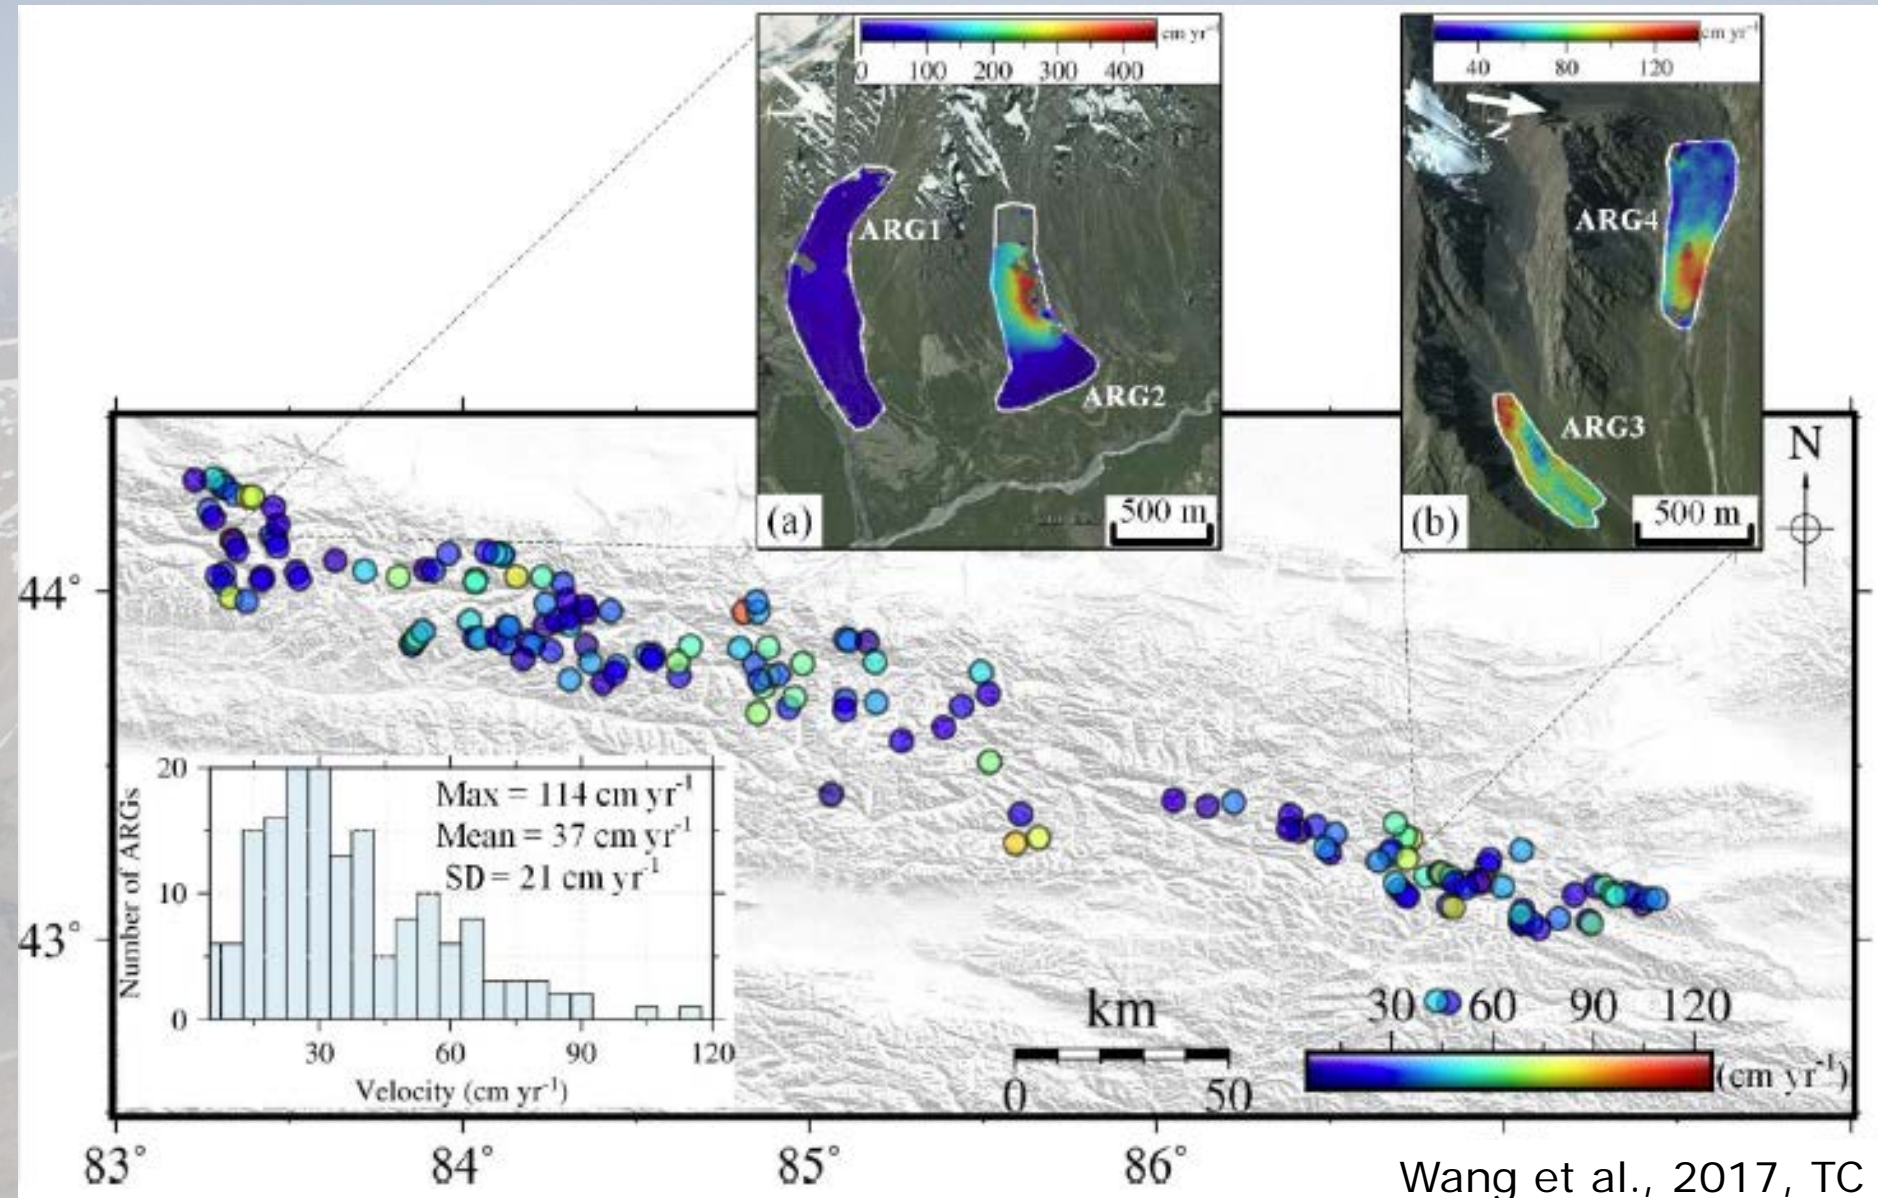 cm yr⁻¹
0 100 200 300 400
ARG1
ARG2
(a)
500 m
cm yr⁻¹
40 80 120
ARG4
ARG3
(b)
500 m
N
44°
43°
20
10
0
Number of ARGs
Max = 114 cm yr⁻¹
Mean = 37 cm yr⁻¹
SD = 21 cm yr⁻¹
30 60 90 120
Velocity (cm yr⁻¹)
km
0 50
30 60 90 120
(cm yr⁻¹)
83° 84° 85° 86°
Wang et al., 2017, TC